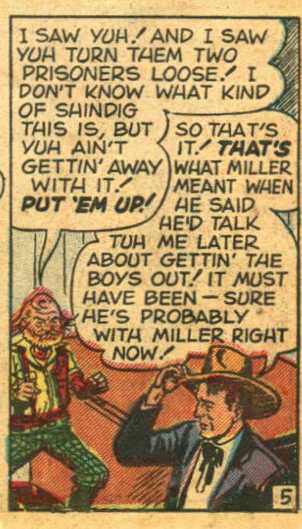 I SAW YUH! AND I SAW
YUH TURN THEM TWO
PRISONERS LOOSE! I
DON'T KNOW WHAT KIND
OF SHINDIG
THIS IS, BUT
YUH AIN'T
GETTIN' AWAY
WITH IT!
PUT 'EM UP!
SO THAT'S
IT! THAT'S
WHAT MILLER
MEANT WHEN
HE SAID
HE'D TALK
TUH ME LATER
ABOUT GETTIN' THE
BOYS OUT! IT MUST
HAVE BEEN — SURE
HE'S PROBABLY
WITH MILLER RIGHT
NOW!
5